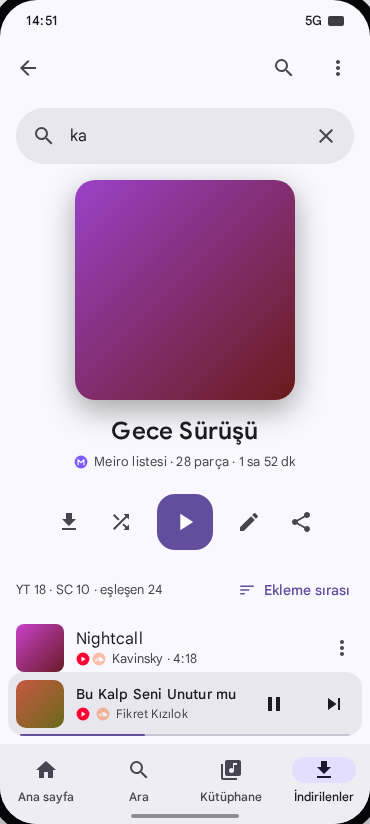 14:51
5G
ka
Gece Sürüşü
Meiro listesi · 28 parça · 1 sa 52 dk
YT 18 · SC 10 · eşleşen 24
Ekleme sırası
Nightcall
Kavinsky · 4:18
Bu Kalp Seni Unutur mu
Fikret Kızılok
Ana sayfa
Ara
Kütüphane
İndirilenler